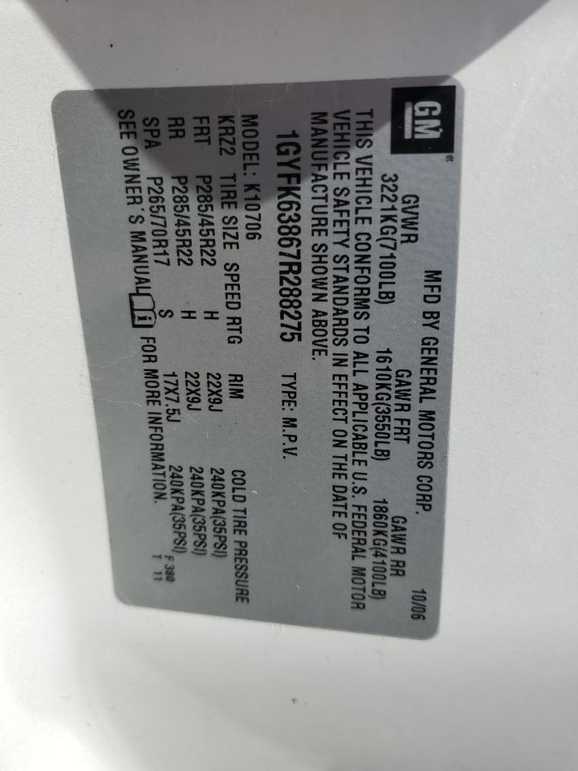 GM
MFD BY GENERAL MOTORS CORP. 10/06
GVWR GAWR FRT GAWR RR
3221KG(7100LB) 1610KG(3550LB) 1860KG(4100LB)
THIS VEHICLE CONFORMS TO ALL APPLICABLE U.S. FEDERAL MOTOR
VEHICLE SAFETY STANDARDS IN EFFECT ON THE DATE OF
MANUFACTURE SHOWN ABOVE.
1GYFK63867R288275 TYPE: M.P.V.
MODEL: K10706
KRZ2 TIRE SIZE SPEED RTG RIM COLD TIRE PRESSURE
FRT P285/45R22 H 22X9J 240KPA(35PSI)
RR P285/45R22 H 22X9J 240KPA(35PSI)
SPA P265/70R17 S 17X7.5J 240KPA(35PSI)
SEE OWNER'S MANUAL i FOR MORE INFORMATION.
F 380
T 11